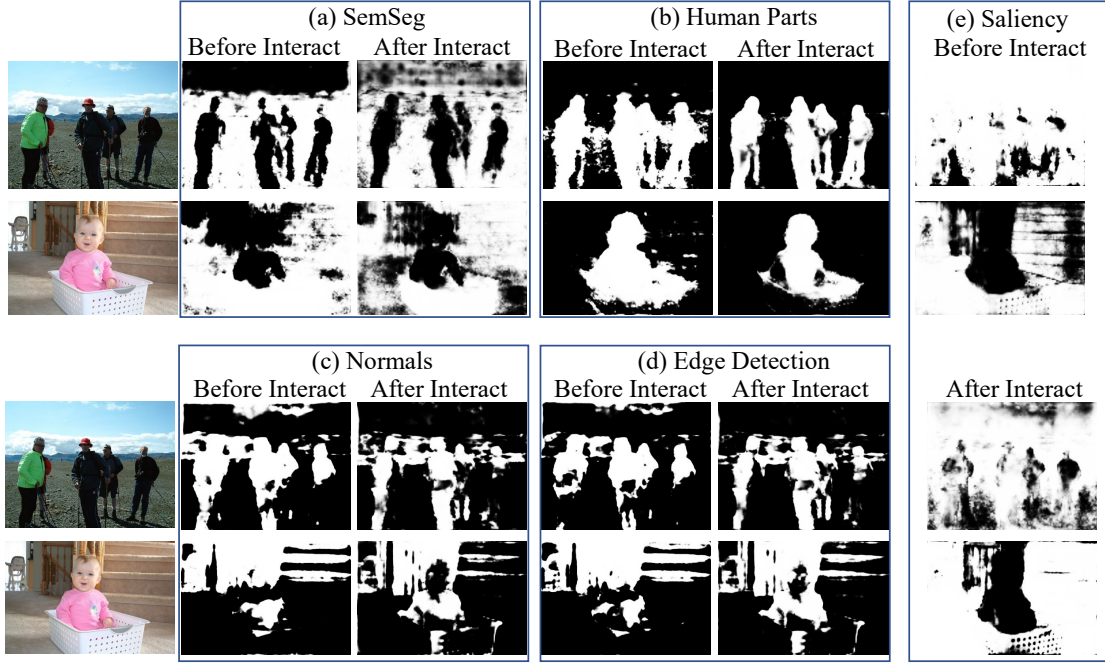 (a) SemSeg
Before Interact After Interact
(b) Human Parts
Before Interact After Interact
(e) Saliency
Before Interact
(c) Normals
Before Interact After Interact
(d) Edge Detection
Before Interact After Interact
After Interact